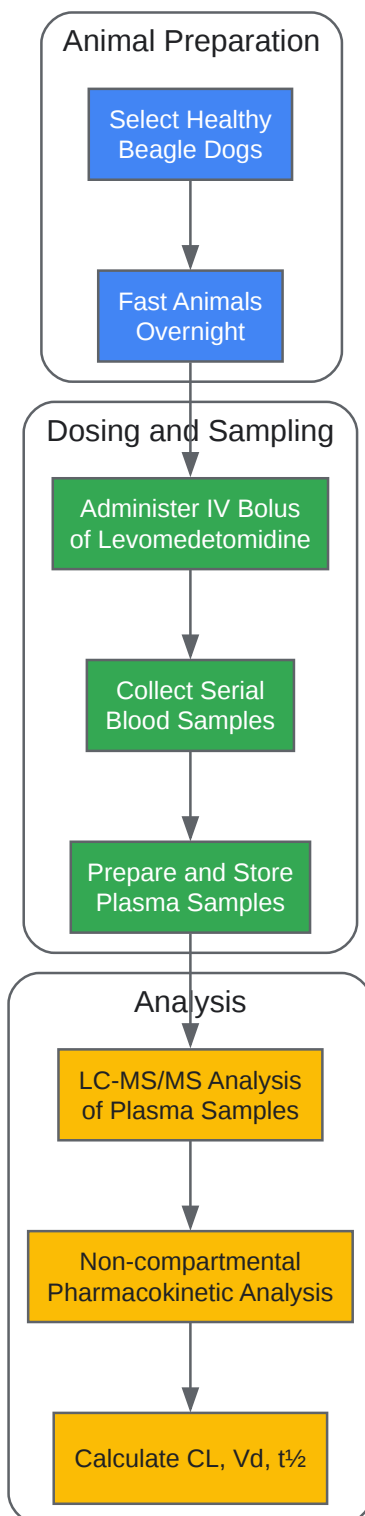 Animal Preparation
Select Healthy
Beagle Dogs
Fast Animals
Overnight
Dosing and Sampling
Administer IV Bolus
of Levomedetomidine
Collect Serial
Blood Samples
Prepare and Store
Plasma Samples
Analysis
LC-MS/MS Analysis
of Plasma Samples
Non-compartmental
Pharmacokinetic Analysis
Calculate CL, Vd, t½